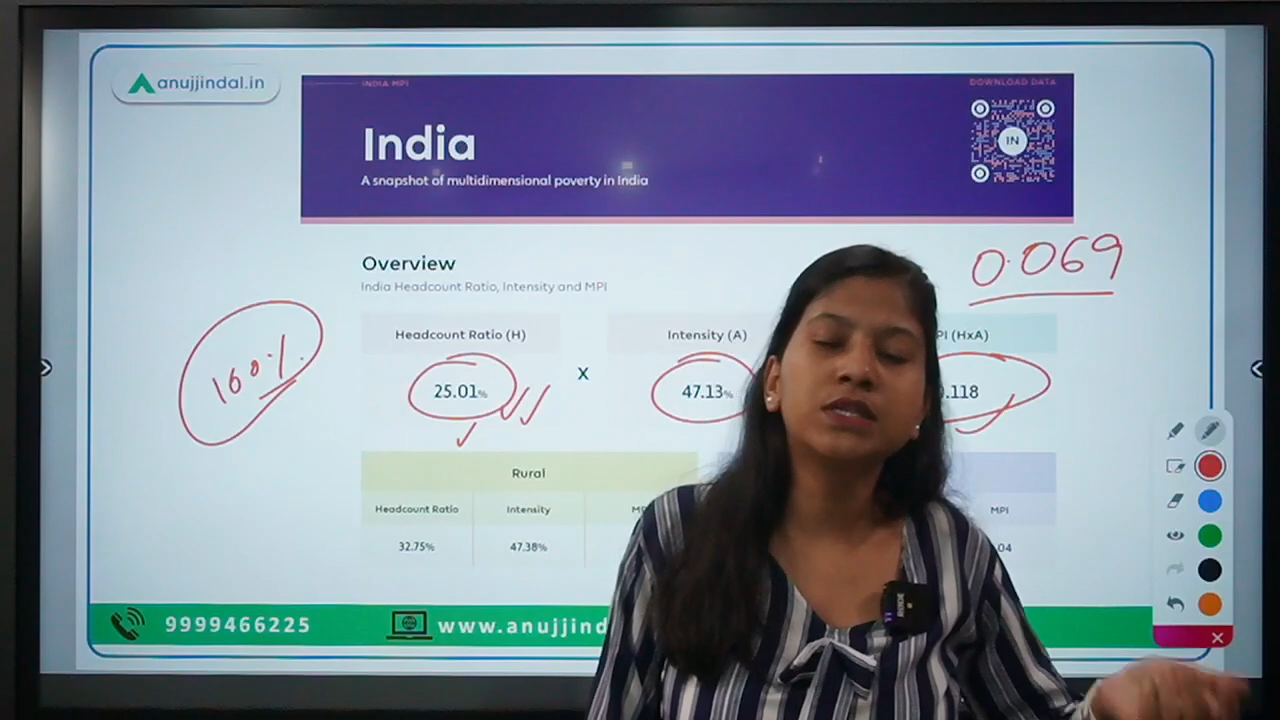 anujjindal.in
INDIA MPI
DOWNLOAD DATA
India
IN
A snapshot of multidimensional poverty in India
0.069
Overview
India Headcount Ratio, Intensity and MPI
Headcount Ratio (H)
Intensity (A)
PI (HxA)
100%.
25.01%
x
47.13%
.118
Rural
Headcount Ratio
Intensity
MPI
32.75%
47.38%
04
9999466225
www.anujjind
RODE